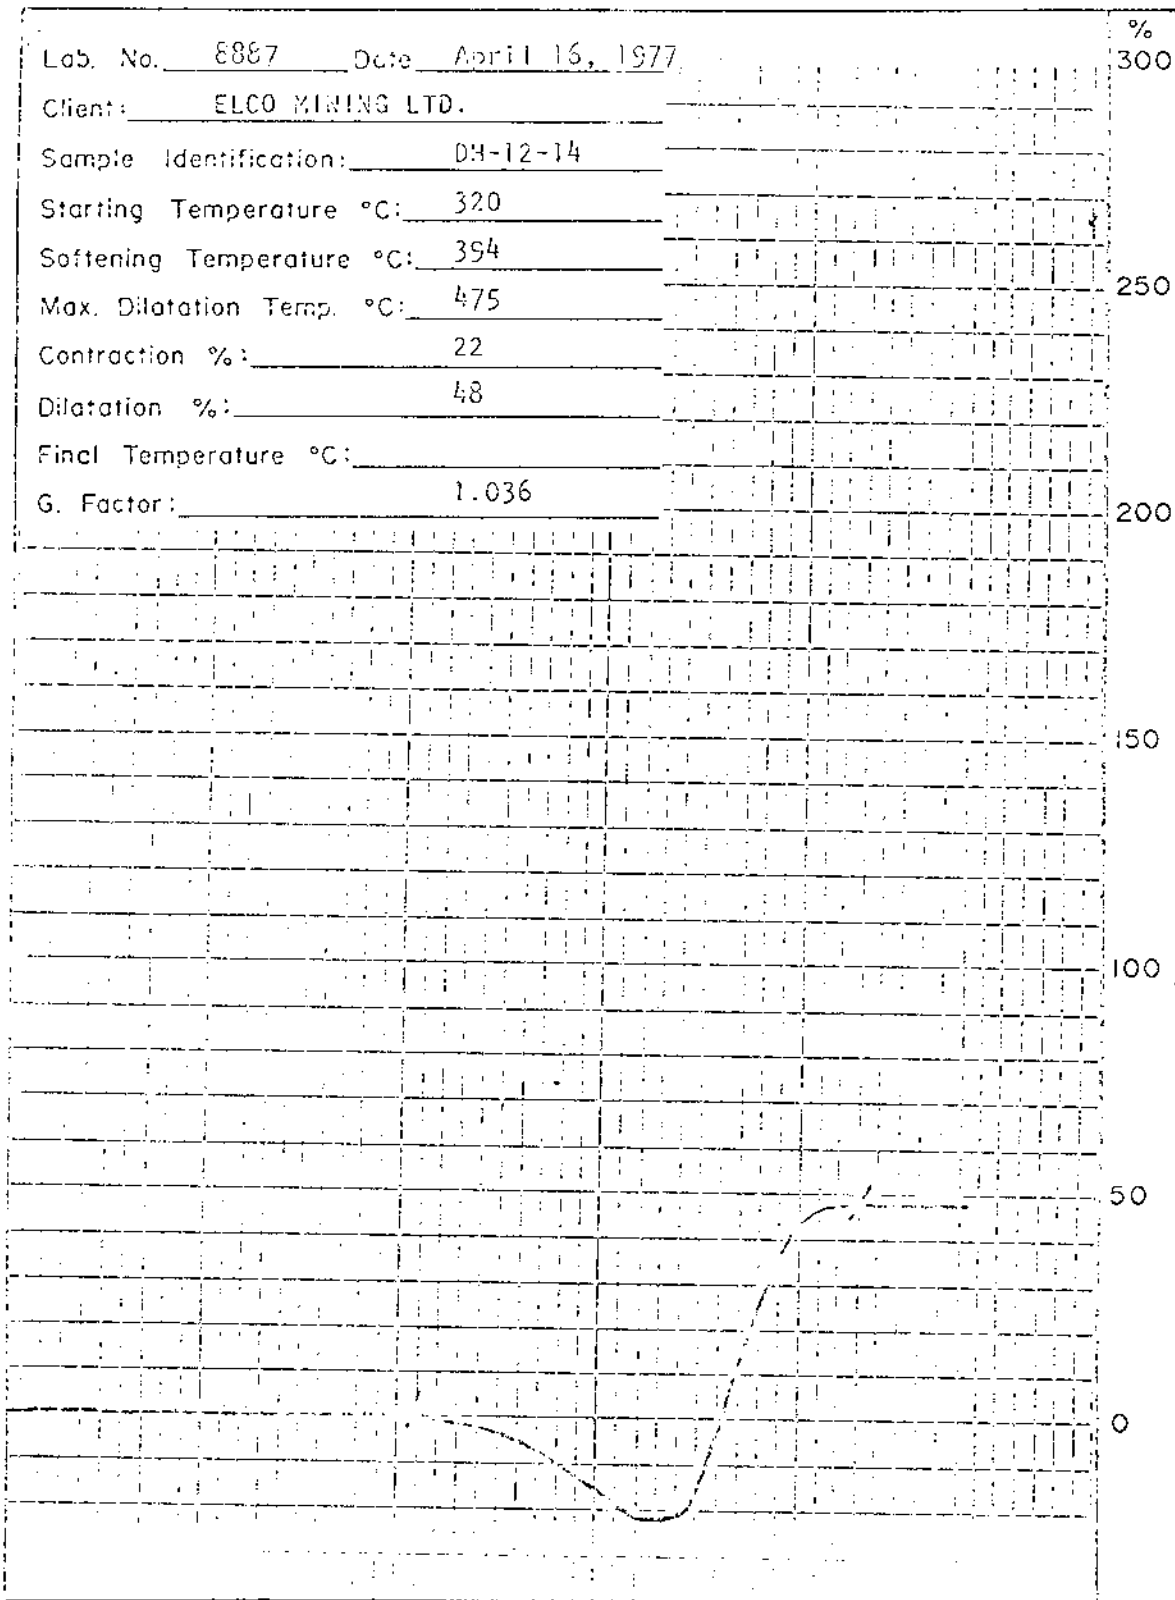 Lab. No. 8887 Date April 16, 1977
Client: ELCO MINING LTD.
Sample Identification: DH-12-14
Starting Temperature °C: 320
Softening Temperature °C: 394
Max. Dilatation Temp. °C: 475
Contraction %: 22
Dilatation %: 48
Final Temperature °C:
G. Factor: 1.036
%
300
250
200
150
100
50
0